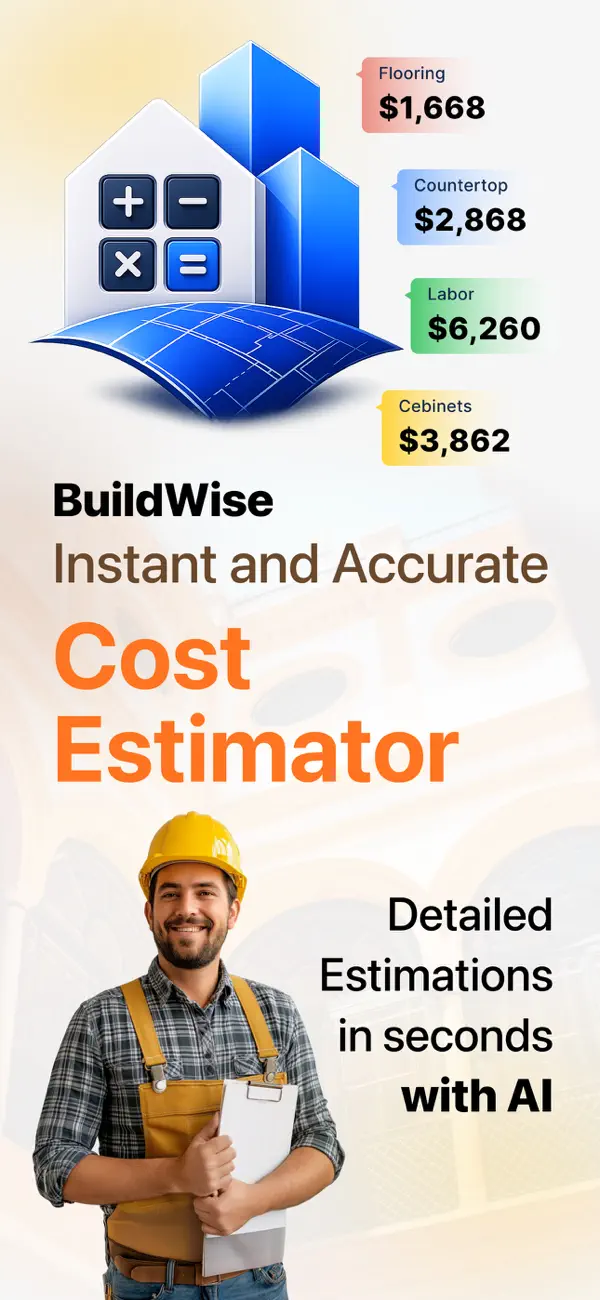 Flooring
$1,668
Countertop
$2,868
Labor
$6,260
Cebinets
$3,862
BuildWise
Instant and Accurate
Cost
Estimator
Detailed
Estimations
in seconds
with AI